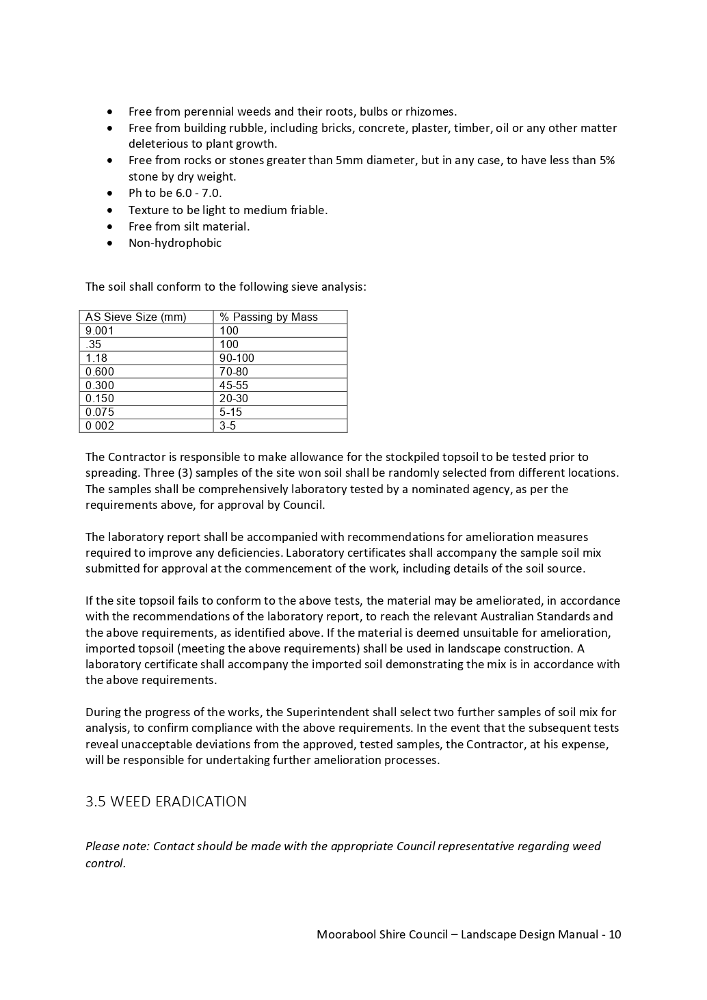 • Free from perennial weeds and their roots, bulbs or rhizomes.
• Free from building rubble, including bricks, concrete, plaster, timber, oil or any other matter
deleterious to plant growth.
• Free from rocks or stones greater than 5mm diameter, but in any case, to have less than 5%
stone by dry weight.
• Ph to be 6.0 - 7.0.
• Texture to be light to medium friable.
• Free from silt material.
• Non-hydrophobic
The soil shall conform to the following sieve analysis:
AS Sieve Size (mm) % Passing by Mass
9.001 100
.35 100
1.18 90-100
0.600 70-80
0.300 45-55
0.150 20-30
0.075 5-15
0 002 3-5
The Contractor is responsible to make allowance for the stockpiled topsoil to be tested prior to
spreading. Three (3) samples of the site won soil shall be randomly selected from different locations.
The samples shall be comprehensively laboratory tested by a nominated agency, as per the
requirements above, for approval by Council.
The laboratory report shall be accompanied with recommendations for amelioration measures
required to improve any deficiencies. Laboratory certificates shall accompany the sample soil mix
submitted for approval at the commencement of the work, including details of the soil source.
If the site topsoil fails to conform to the above tests, the material may be ameliorated, in accordance
with the recommendations of the laboratory report, to reach the relevant Australian Standards and
the above requirements, as identified above. If the material is deemed unsuitable for amelioration,
imported topsoil (meeting the above requirements) shall be used in landscape construction. A
laboratory certificate shall accompany the imported soil demonstrating the mix is in accordance with
the above requirements.
During the progress of the works, the Superintendent shall select two further samples of soil mix for
analysis, to confirm compliance with the above requirements. In the event that the subsequent tests
reveal unacceptable deviations from the approved, tested samples, the Contractor, at his expense,
will be responsible for undertaking further amelioration processes.
3.5 WEED ERADICATION
Please note: Contact should be made with the appropriate Council representative regarding weed
control.
Moorabool Shire Council – Landscape Design Manual - 10